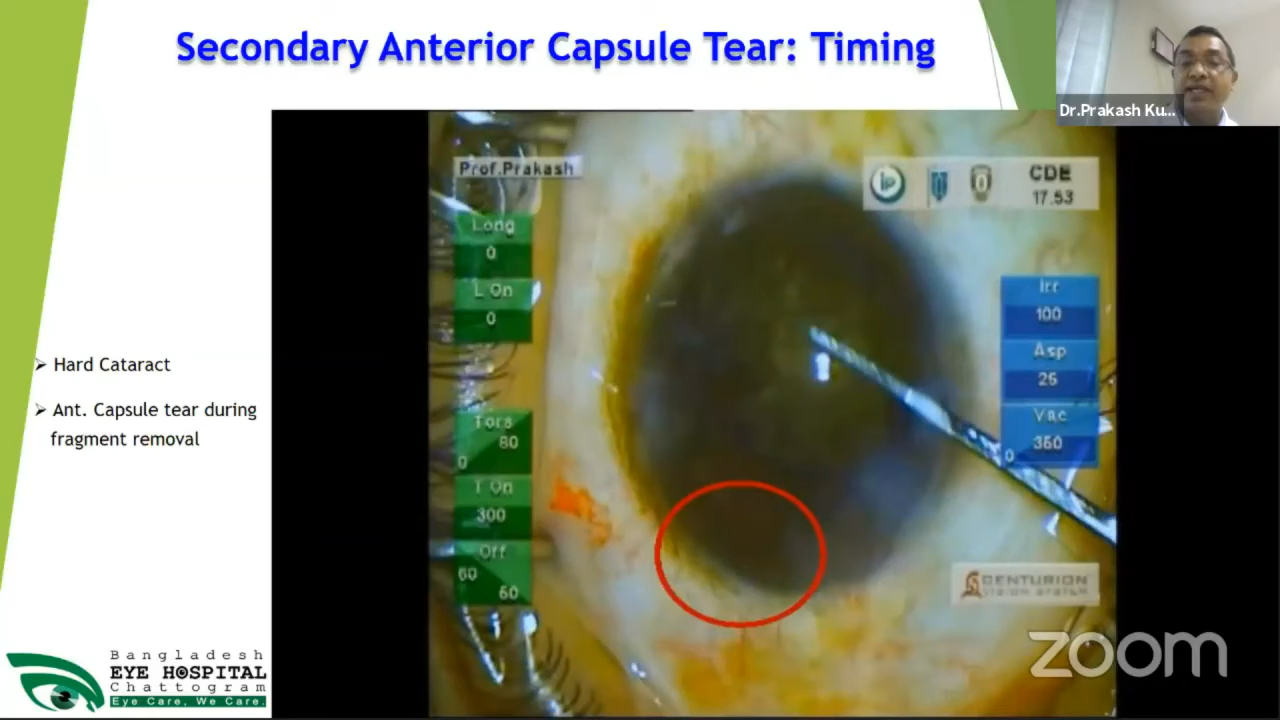 Secondary Anterior Capsule Tear: Timing
Dr.Prakash Ku...
Prof.Prakash
CDE
17.53
Long
0
L On
0
Irr
100
Asp
25
Vac
350
0
➢ Hard Cataract
➢ Ant. Capsule tear during
fragment removal
Tors
80
0
T On
300
Off
60
60
CENTURION
VISION SYSTEM
Bangladesh
EYE HOSPITAL
Chattogram
Eye Care, We Care.
zoom